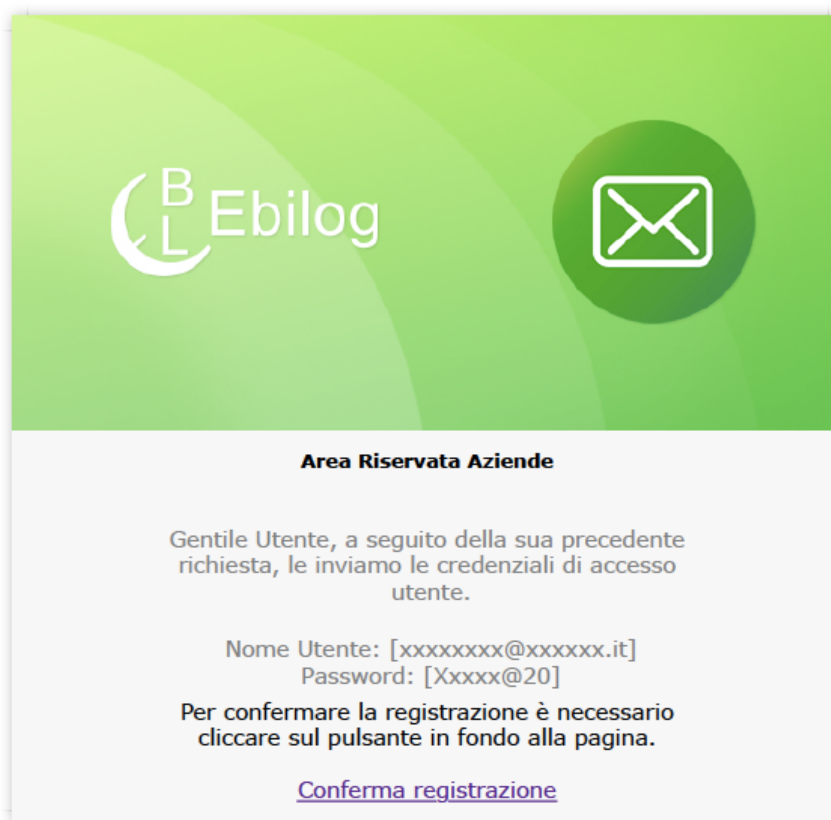 B
L
Ebilog
Area Riservata Aziende
Gentile Utente, a seguito della sua precedente
richiesta, le inviamo le credenziali di accesso
utente.
Nome Utente: [xxxxxxxx@xxxxxx.it]
Password: [Xxxxx@20]
Per confermare la registrazione è necessario
cliccare sul pulsante in fondo alla pagina.
Conferma registrazione